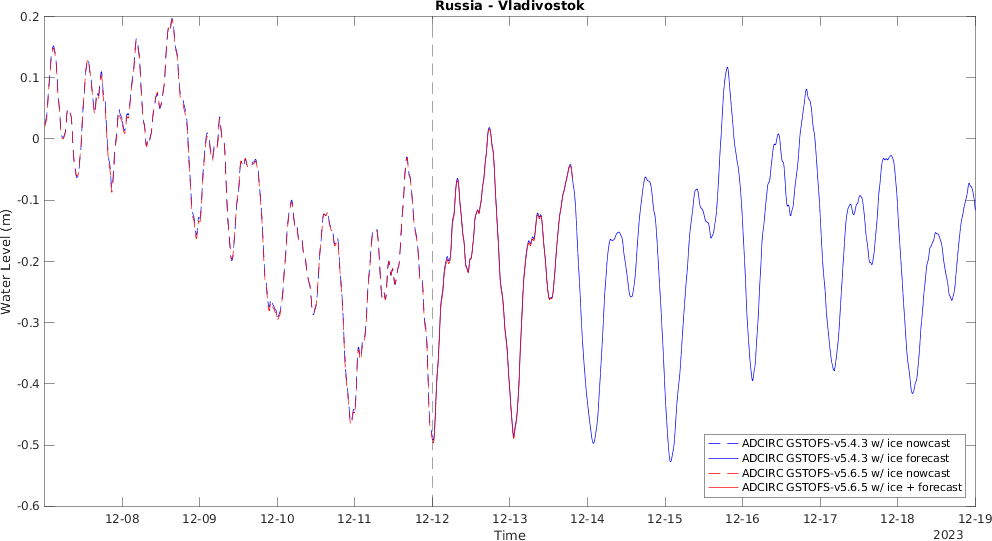 Russia - Vladivostok
0.2
0.1
0
-0.1
-0.2
-0.3
-0.4
-0.5
-0.6
Water Level (m)
ADCIRC GSTOFS-v5.4.3 w/ ice nowcast
ADCIRC GSTOFS-v5.4.3 w/ ice forecast
ADCIRC GSTOFS-v5.6.5 w/ ice nowcast
ADCIRC GSTOFS-v5.6.5 w/ ice + forecast
12-08 12-09 12-10 12-11 12-12 12-13 12-14 12-15 12-16 12-17 12-18 12-19
Time
2023